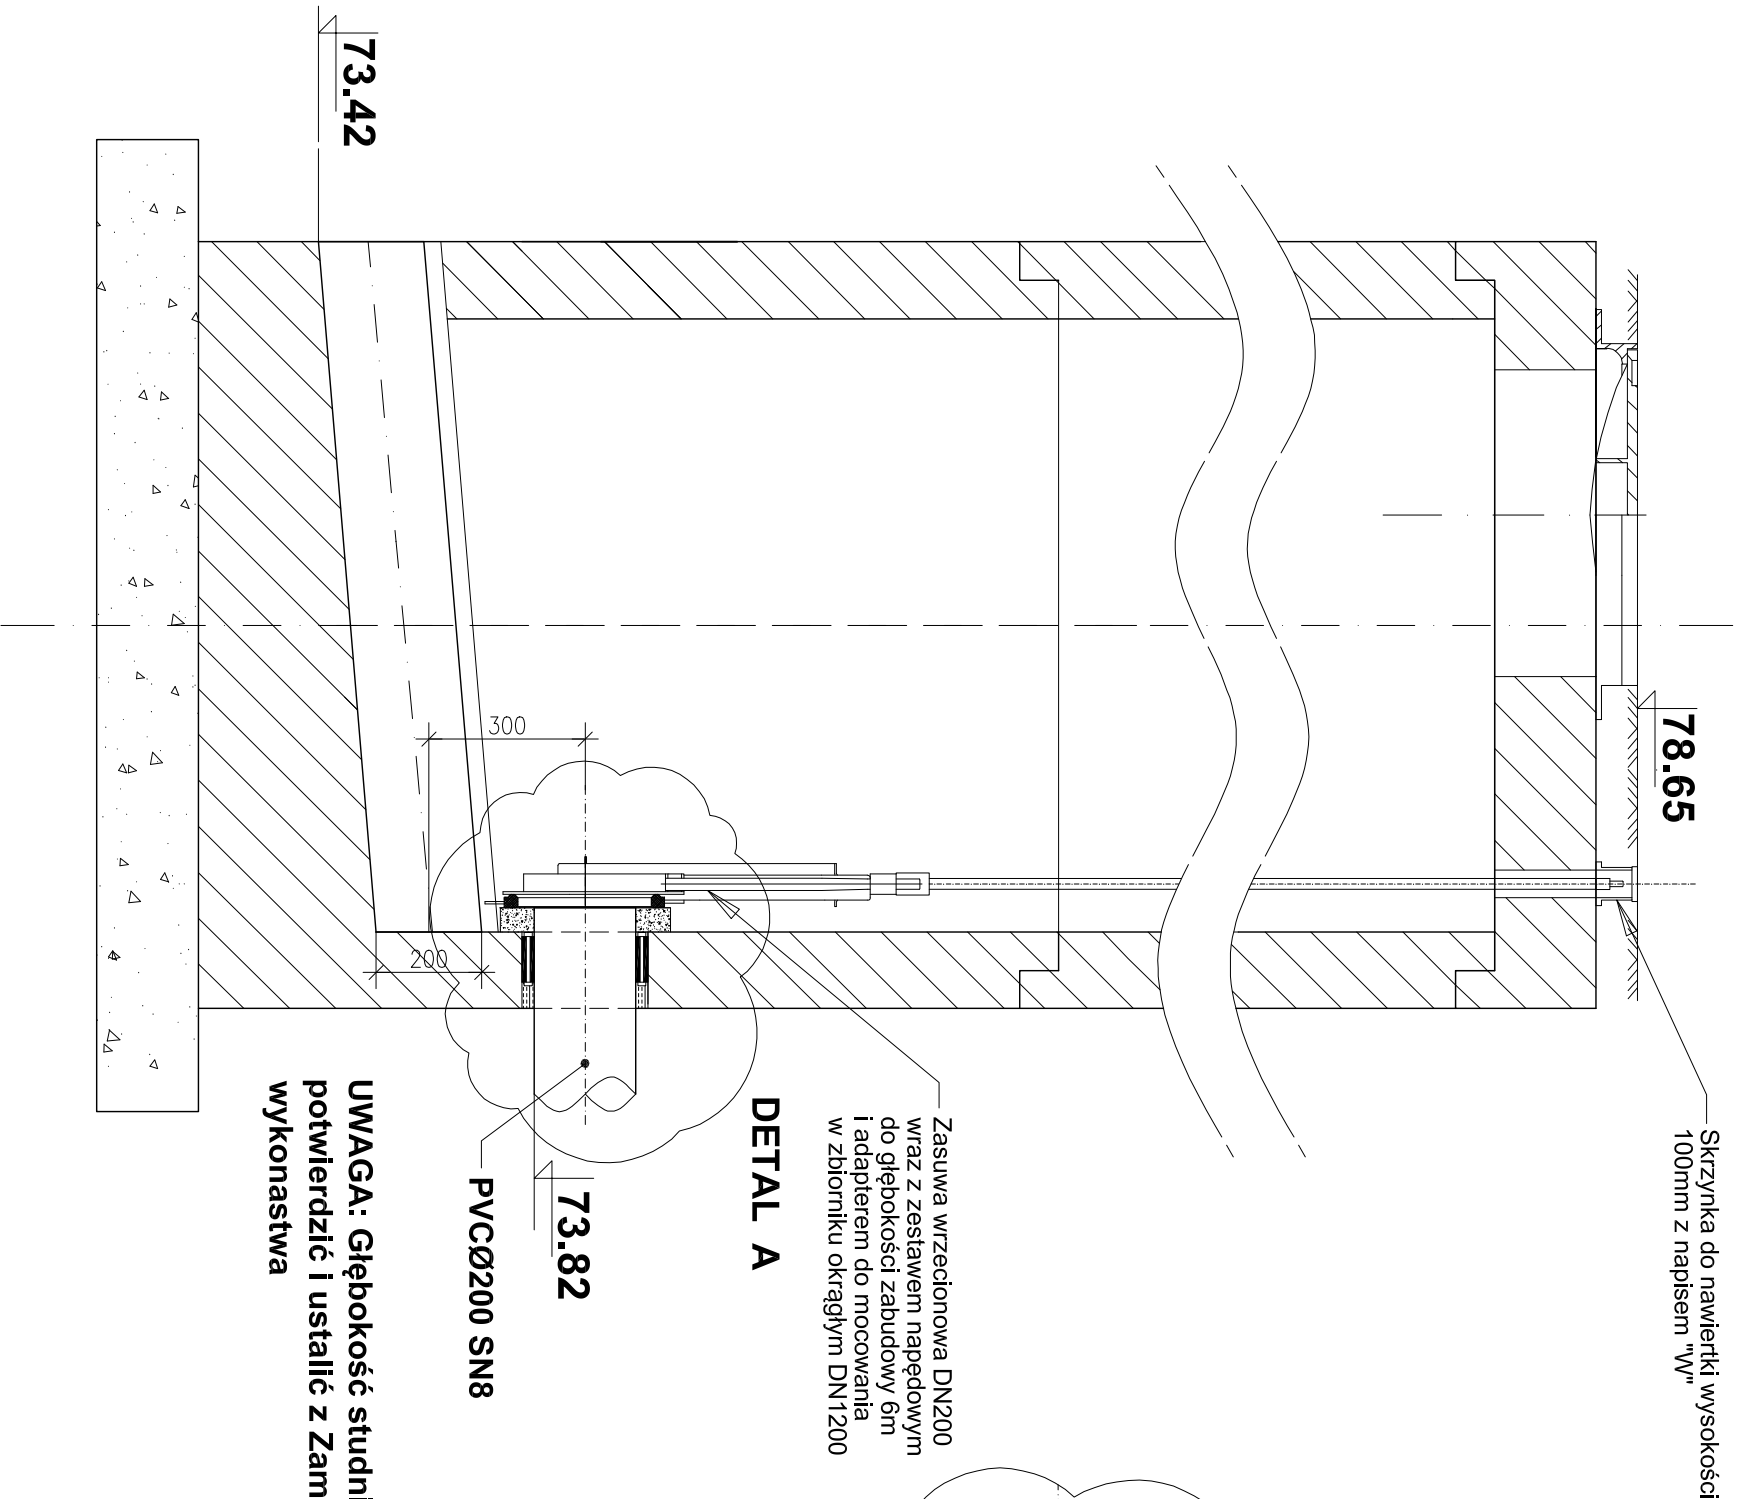 73.42
78.65
300
200
Skrzynka do nawiertki wysokości
100mm z napisem "W"
Zasuwa wrzecionowa DN200
wraz z zestawem napędowym
do głębokości zabudowy 6m
i adapterem do mocowania
w zbiorniku okrągłym DN1200
DETAL A
73.82
PVCØ200 SN8
UWAGA: Głębokość studni
potwierdzić i ustalić z Zam
wykonastwa